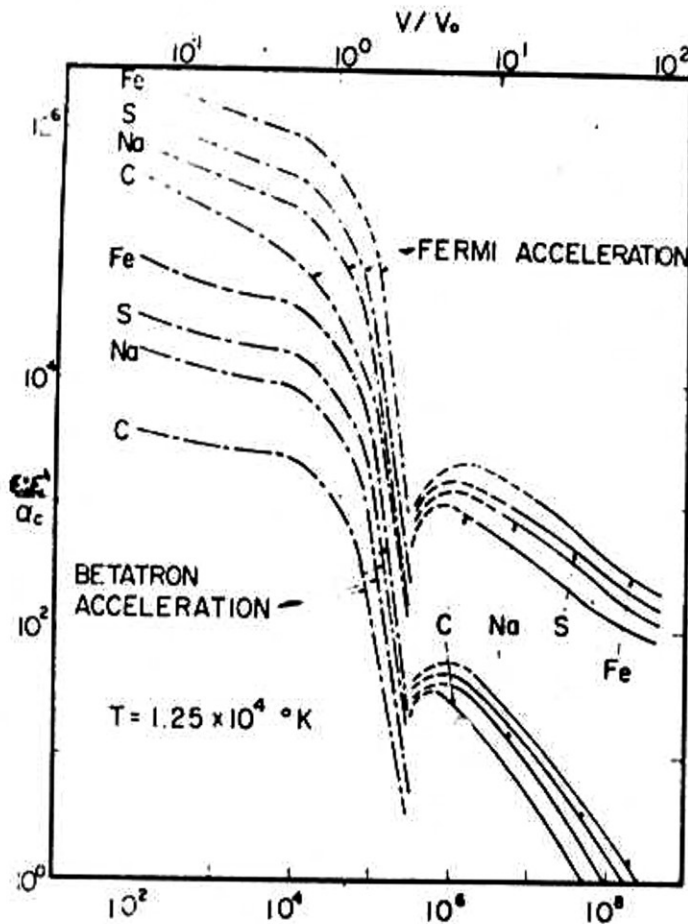 V/V₀
10⁻¹ 10⁰ 10¹ 10²
Fe
S
Na
C
FERMI ACCELERATION
Fe
S
Na
C
10⁴
α_c
BETATRON
ACCELERATION
10²
C Na S
Fe
T = 1.25 × 10⁴ °K
10⁰
10² 10⁴ 10⁶ 10⁸